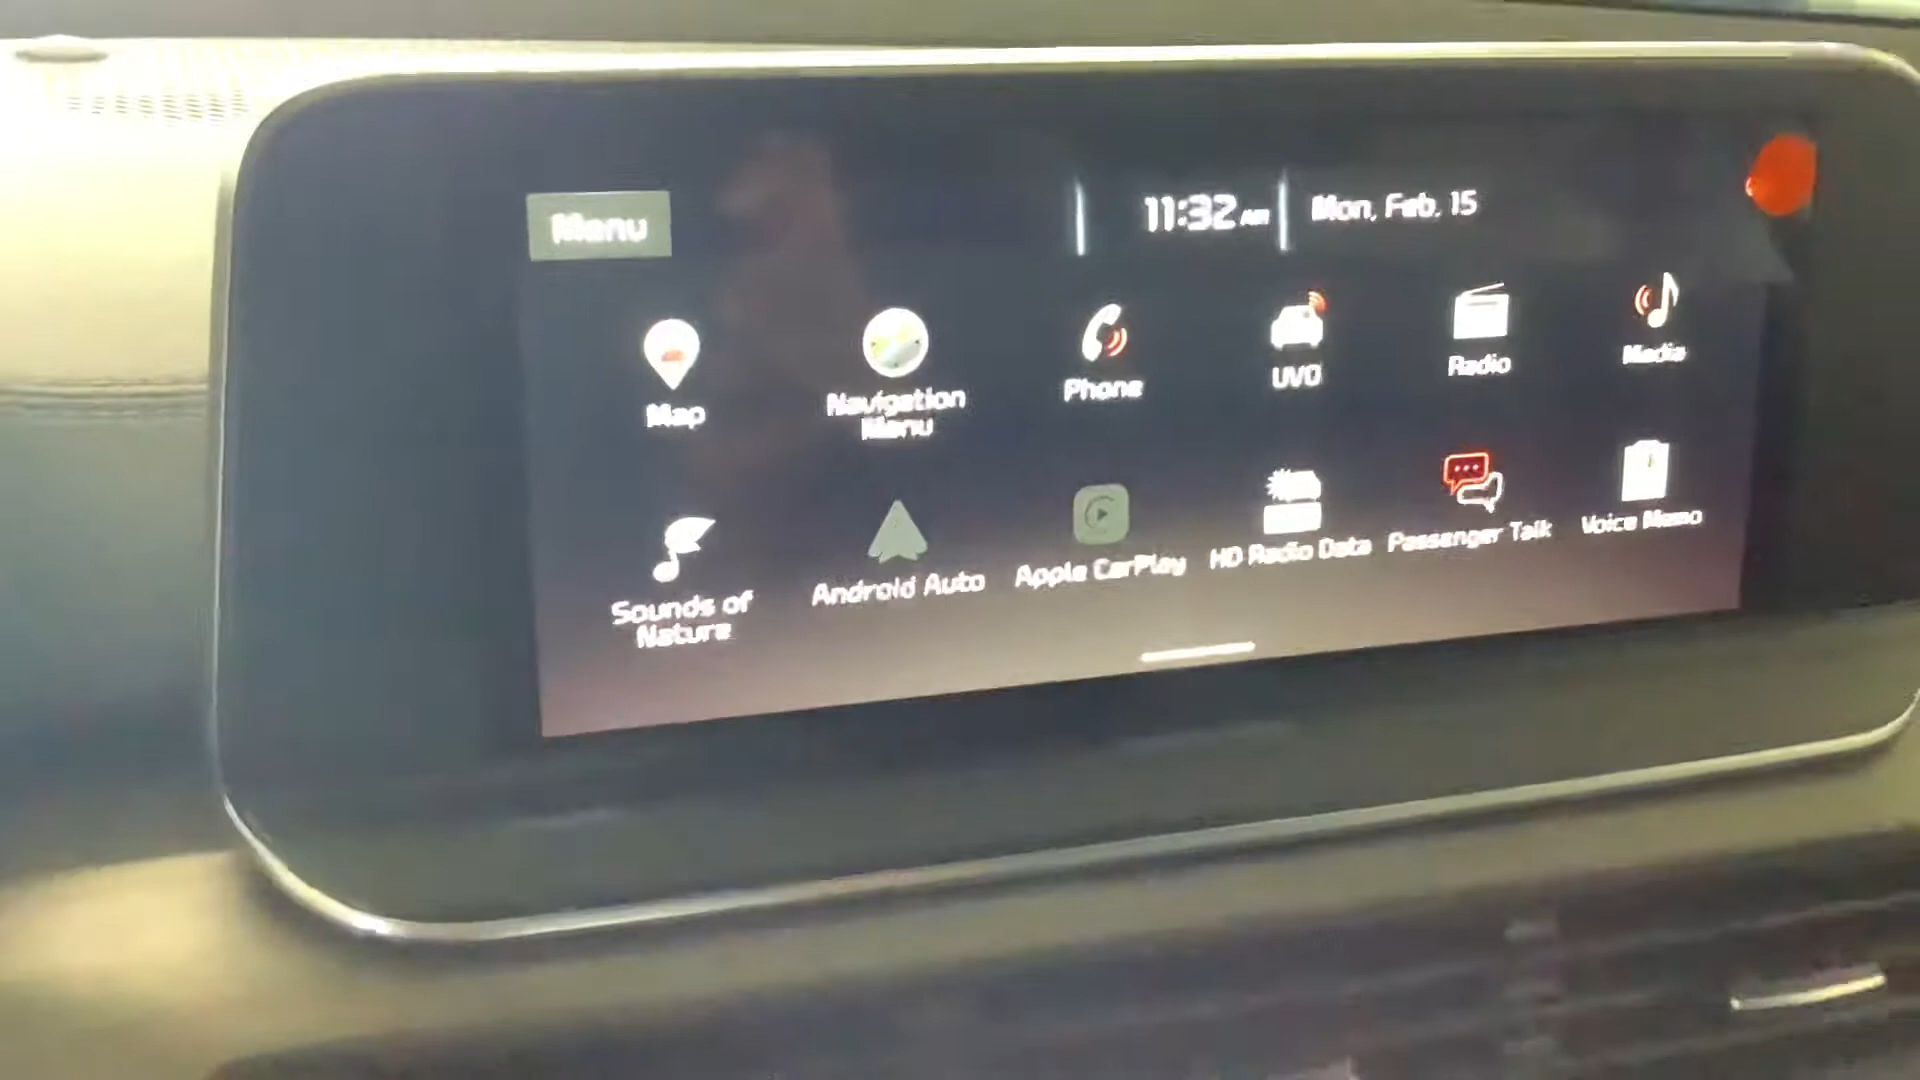 Menu
11:32 AM
Mon, Feb. 15
Map
Navigation
Menu
Phone
UVO
Radio
Media
Sounds of
Nature
Android Auto
Apple CarPlay
HD Radio Data
Passenger Talk
Voice Memo